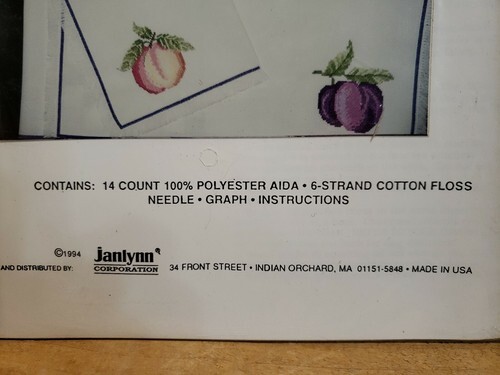 CONTAINS: 14 COUNT 100% POLYESTER AIDA • 6-STRAND COTTON FLOSS
NEEDLE • GRAPH • INSTRUCTIONS
©1994
AND DISTRIBUTED BY:
janlynn
CORPORATION
34 FRONT STREET • INDIAN ORCHARD, MA 01151-5848 • MADE IN USA